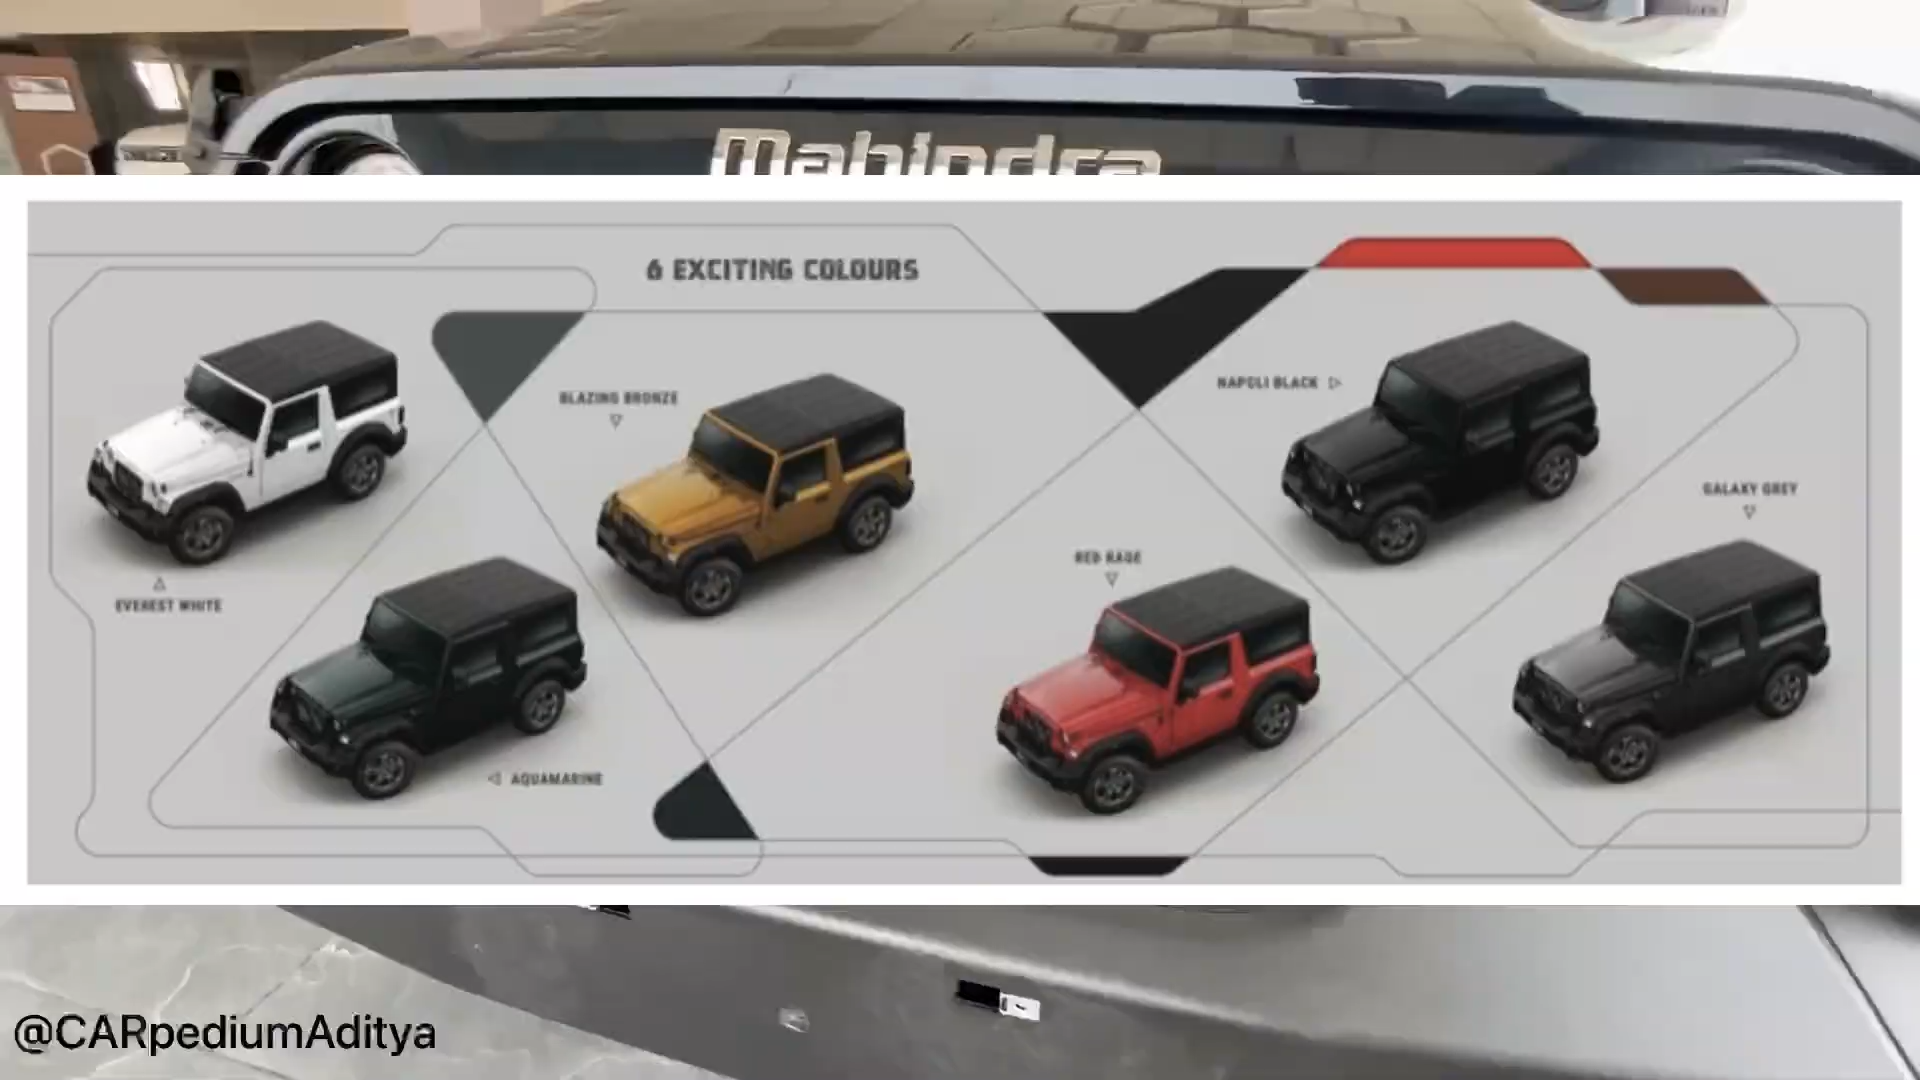 Mahindra
6 EXCITING COLOURS
BLAZING BRONZE
NAPOLI BLACK
GALAXY GREY
RED RAGE
EVEREST WHITE
AQUAMARINE
@CARpediumAditya